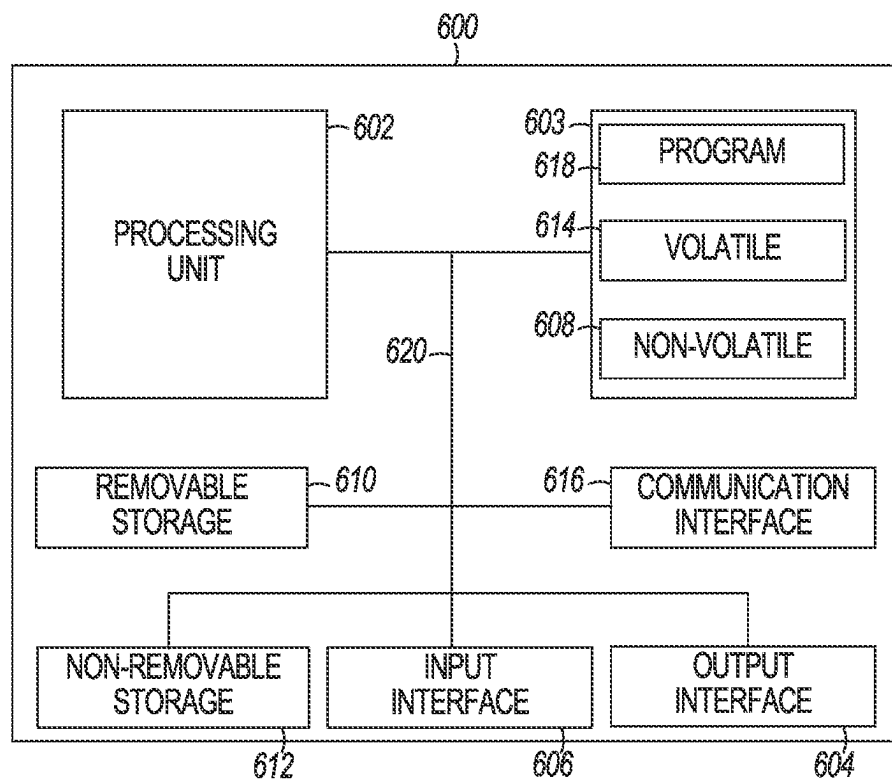 600
602
PROCESSING
UNIT
603
PROGRAM
618
614
VOLATILE
608
NON-VOLATILE
620
REMOVABLE
STORAGE
610
616
COMMUNICATION
INTERFACE
NON-REMOVABLE
STORAGE
INPUT
INTERFACE
OUTPUT
INTERFACE
612
606
604